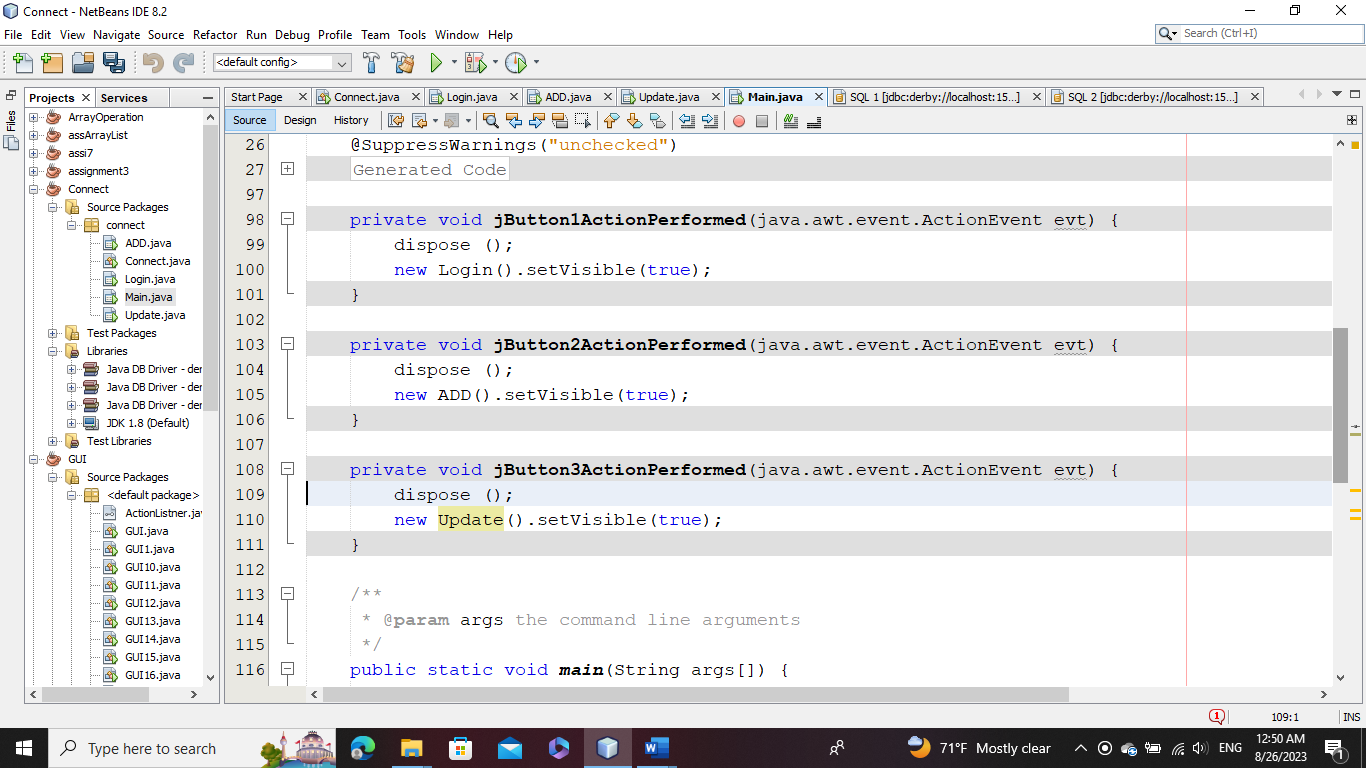 Connect - NetBeans IDE 8.2
File Edit View Navigate Source Refactor Run Debug Profile Team Tools Window Help
Search (Ctrl+I)
<default config>
Files
Projects Services
ArrayOperation
assArrayList
assi7
assignment3
Connect
Source Packages
connect
ADD.java
Connect.java
Login.java
Main.java
Update.java
Test Packages
Libraries
Java DB Driver - der
Java DB Driver - der
Java DB Driver - der
JDK 1.8 (Default)
Test Libraries
GUI
Source Packages
<default package>
ActionListner.jav
GUI.java
GUI1.java
GUI10.java
GUI11.java
GUI12.java
GUI13.java
GUI14.java
GUI15.java
GUI16.java
Start Page Connect.java Login.java ADD.java Update.java Main.java SQL 1 [jdbc:derby://localhost:15...] SQL 2 [jdbc:derby://localhost:15...]
Source Design History
26 @SuppressWarnings("unchecked")
27 Generated Code
97
98 private void jButton1ActionPerformed(java.awt.event.ActionEvent evt) {
99 dispose ();
100 new Login().setVisible(true);
101 }
102
103 private void jButton2ActionPerformed(java.awt.event.ActionEvent evt) {
104 dispose ();
105 new ADD().setVisible(true);
106 }
107
108 private void jButton3ActionPerformed(java.awt.event.ActionEvent evt) {
109 dispose ();
110 new Update().setVisible(true);
111 }
112
113 /**
114 * @param args the command line arguments
115 */
116 public static void main(String args[]) {
1 109:1 INS
Type here to search
71°F Mostly clear
ENG
12:50 AM
8/26/2023
1